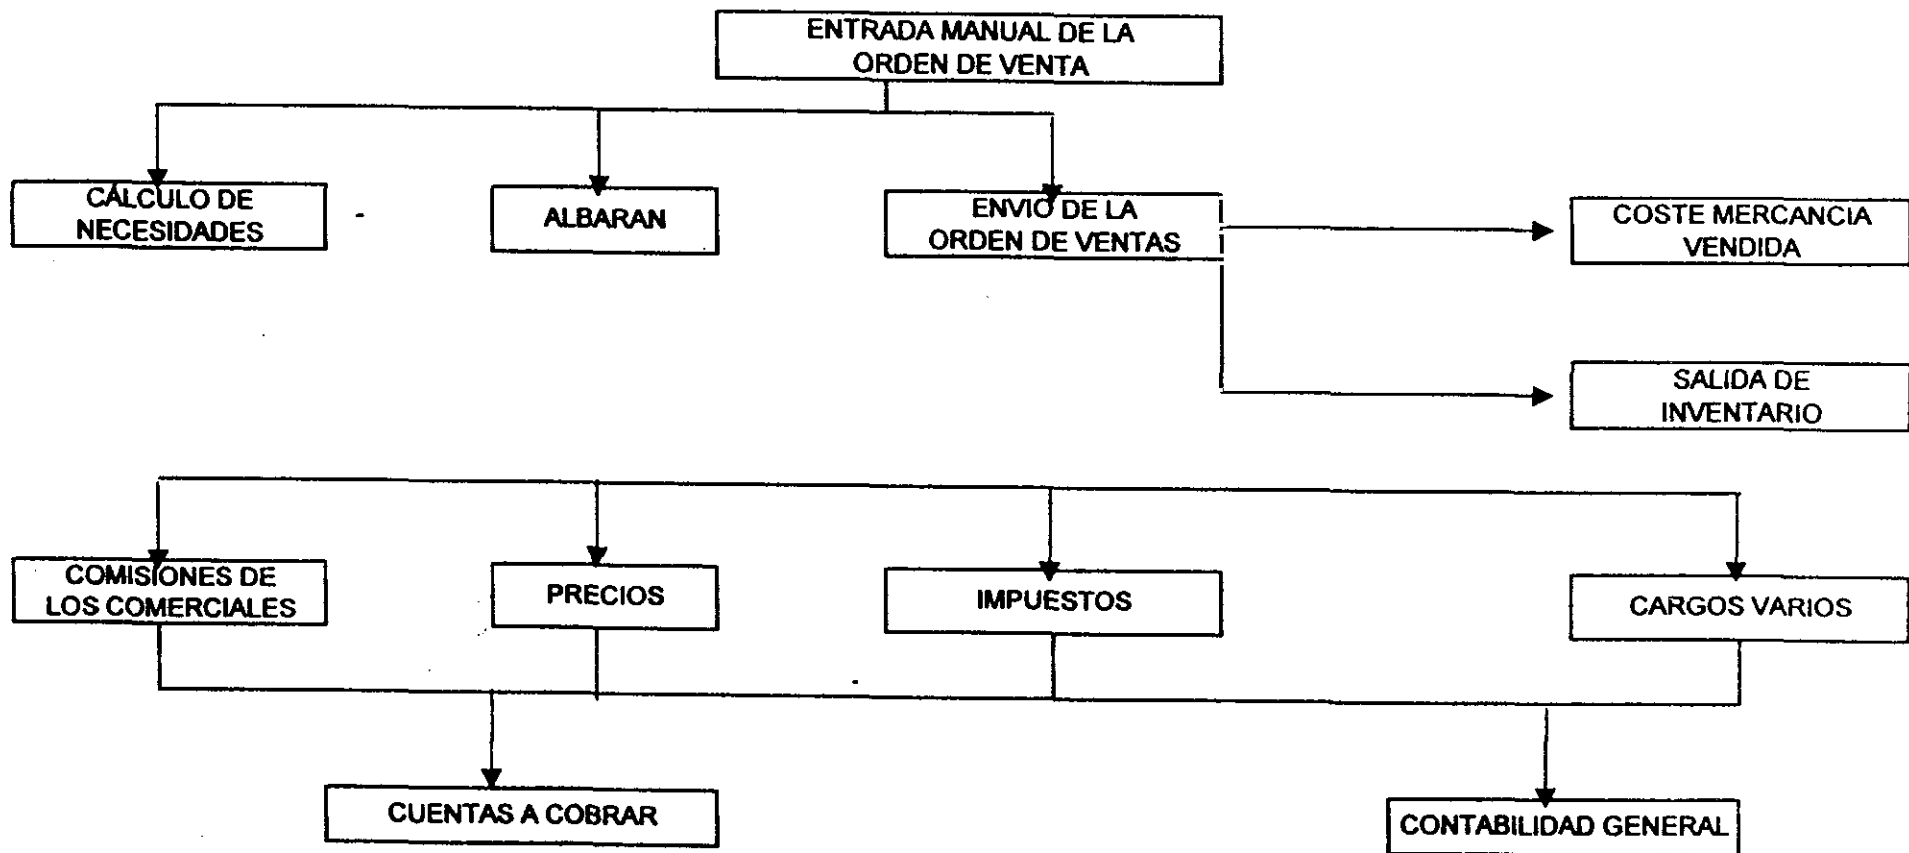 ENTRADA MANUAL DE LA
ORDEN DE VENTA
CÁLCULO DE
NECESIDADES
ALBARAN
ENVIO DE LA
ORDEN DE VENTAS
COSTE MERCANCIA
VENDIDA
SALIDA DE
INVENTARIO
COMISIONES DE
LOS COMERCIALES
PRECIOS
IMPUESTOS
CARGOS VARIOS
CUENTAS A COBRAR
CONTABILIDAD GENERAL